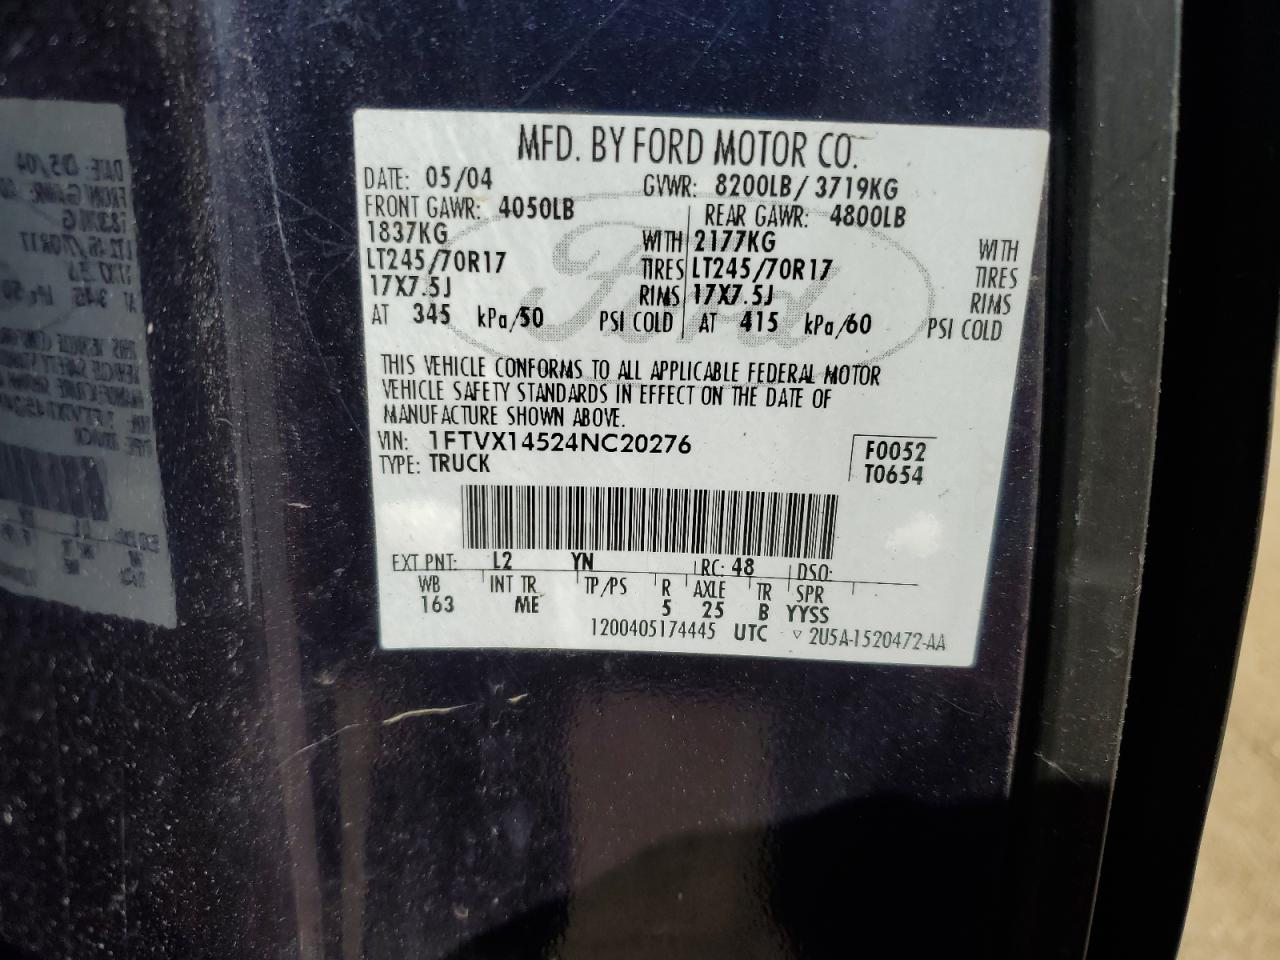 MFD. BY FORD MOTOR CO.
DATE: 05/04 GVWR: 8200LB/ 3719KG
FRONT GAWR: 4050LB REAR GAWR: 4800LB
1837KG WITH 2177KG WITH
LT245/70R17 TIRES LT245/70R17 TIRES
17X7.5J RIMS 17X7.5J RIMS
AT 345 kPa/50 PSI COLD AT 415 kPa/60 PSI COLD
Ford
THIS VEHICLE CONFORMS TO ALL APPLICABLE FEDERAL MOTOR
VEHICLE SAFETY STANDARDS IN EFFECT ON THE DATE OF
MANUFACTURE SHOWN ABOVE.
VIN: 1FTVX14524NC20276 F0052
TYPE: TRUCK T0654
EXT PNT: L2 YN RC: 48 DSO:
WB INT TR TP/PS R AXLE TR SPR
163 ME 5 25 B YYSS
1200405174445 UTC ▽ 2U5A-1520472-AA